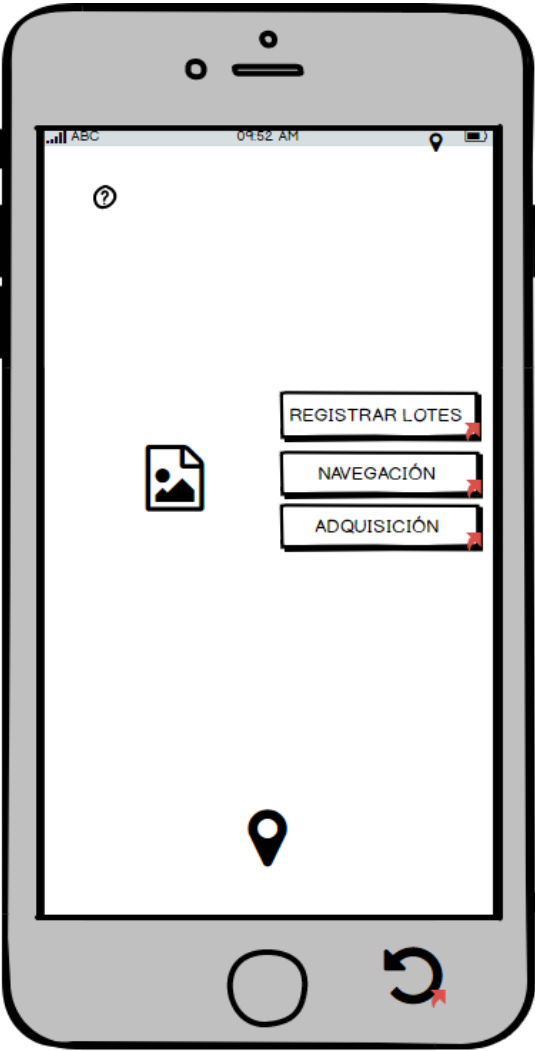 ABC 09:52 AM
?
REGISTRAR LOTES
NAVEGACIÓN
ADQUISICIÓN